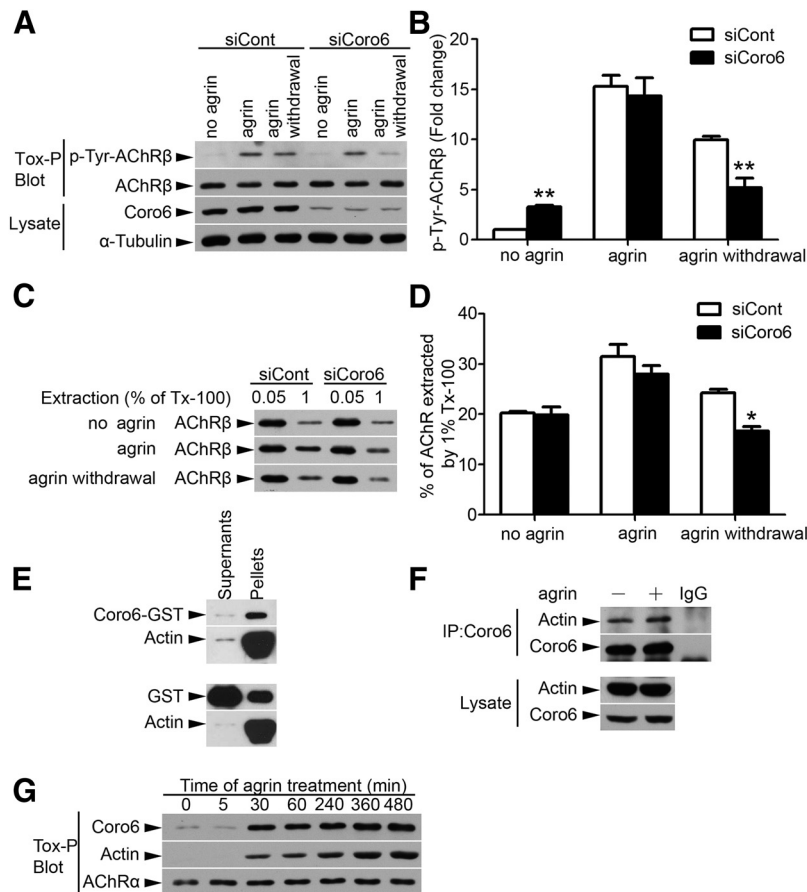 A
siCont siCoro6
no agrin
agrin
agrin withdrawal
no agrin
agrin
agrin withdrawal
Tox-P Blot
p-Tyr-AChRβ
AChRβ
Lysate
Coro6
α-Tubulin
B
p-Tyr-AChRβ (Fold change)
20
15
10
5
0
siCont
siCoro6
**
**
no agrin agrin agrin withdrawal
C
siCont siCoro6
Extraction (% of Tx-100) 0.05 1 0.05 1
no agrin AChRβ
agrin AChRβ
agrin withdrawal AChRβ
D
% of AChR extracted
by 1% Tx-100
40
30
20
10
0
siCont
siCoro6
*
no agrin agrin agrin withdrawal
E
Supernants
Pellets
Coro6-GST
Actin
GST
Actin
F
agrin − + IgG
IP:Coro6
Actin
Coro6
Lysate
Actin
Coro6
G
Time of agrin treatment (min)
0 5 30 60 240 360 480
Tox-P
Blot
Coro6
Actin
AChRα